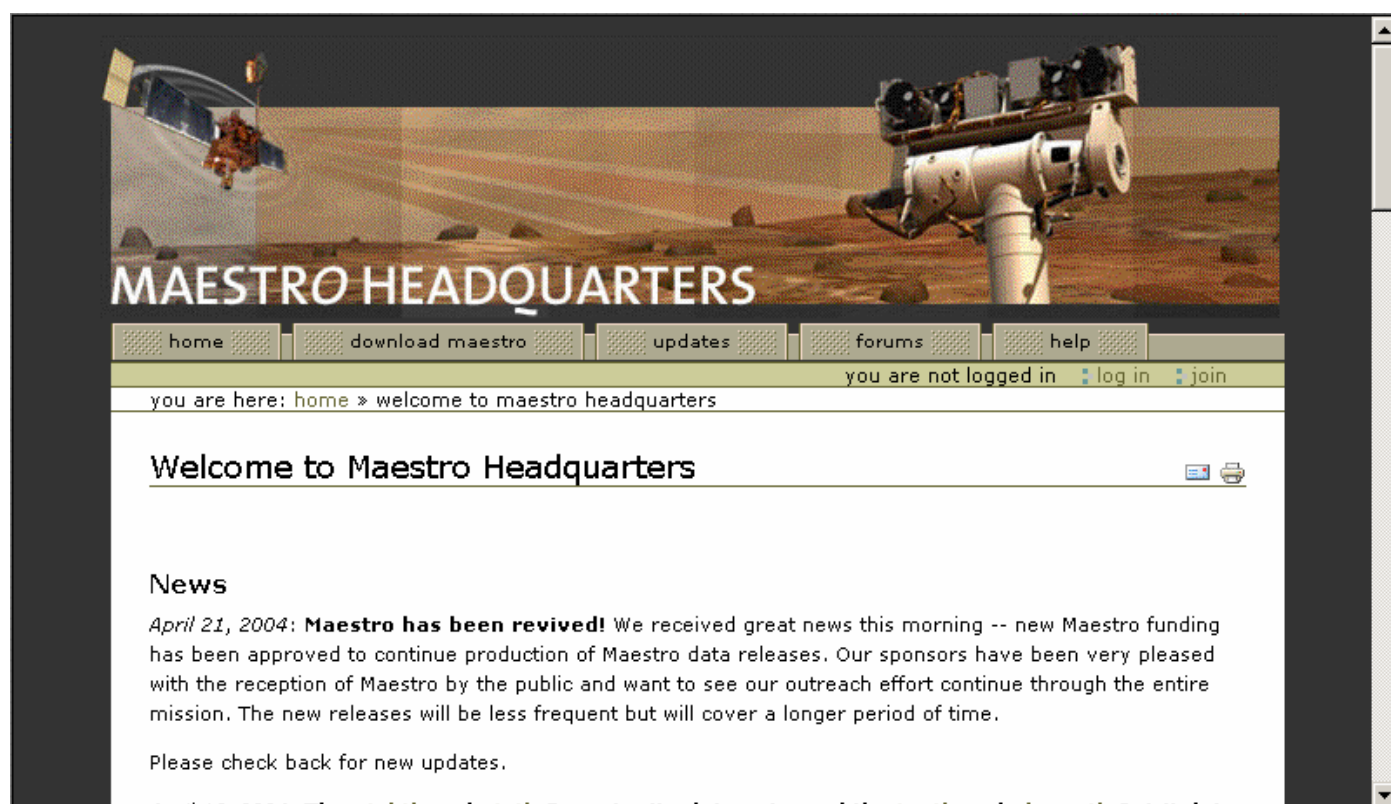 MAESTRO HEADQUARTERS
home download maestro updates forums help
you are not logged in log in join
you are here: home » welcome to maestro headquarters
Welcome to Maestro Headquarters
News
April 21, 2004: Maestro has been revived! We received great news this morning -- new Maestro funding
has been approved to continue production of Maestro data releases. Our sponsors have been very pleased
with the reception of Maestro by the public and want to see our outreach effort continue through the entire
mission. The new releases will be less frequent but will cover a longer period of time.
Please check back for new updates.